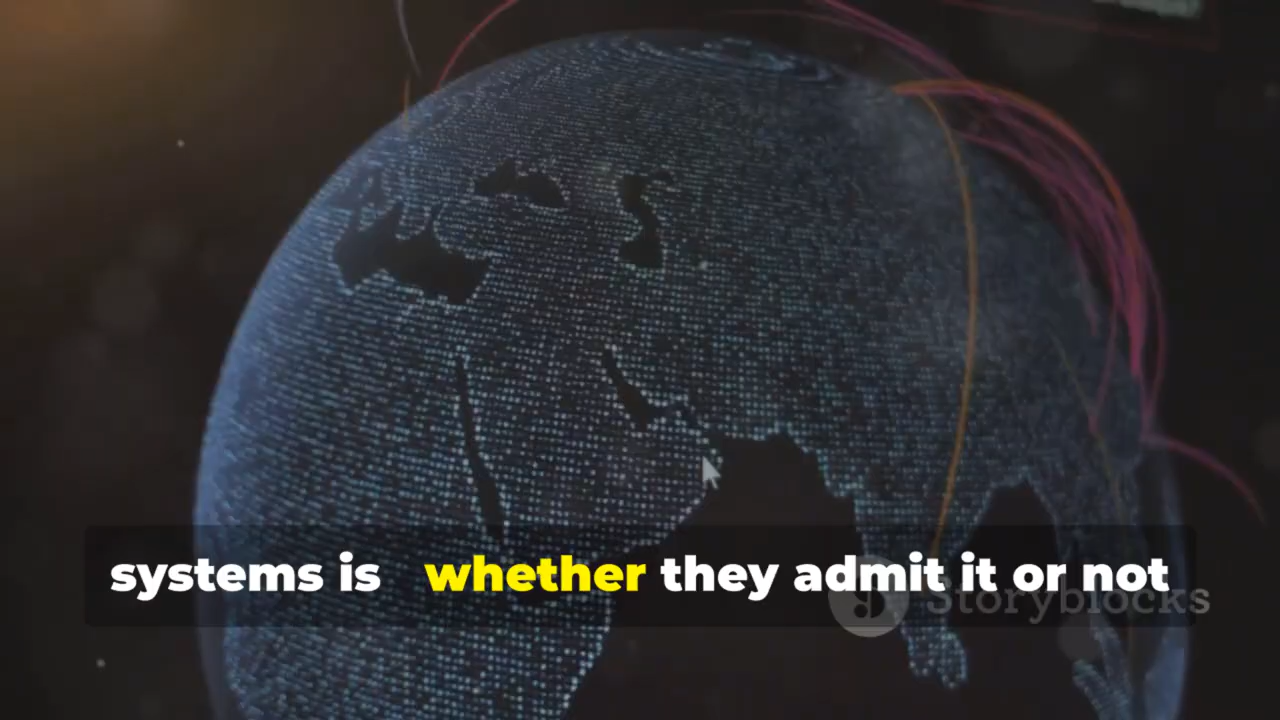 systems is whether they admit it or not
Storyblocks